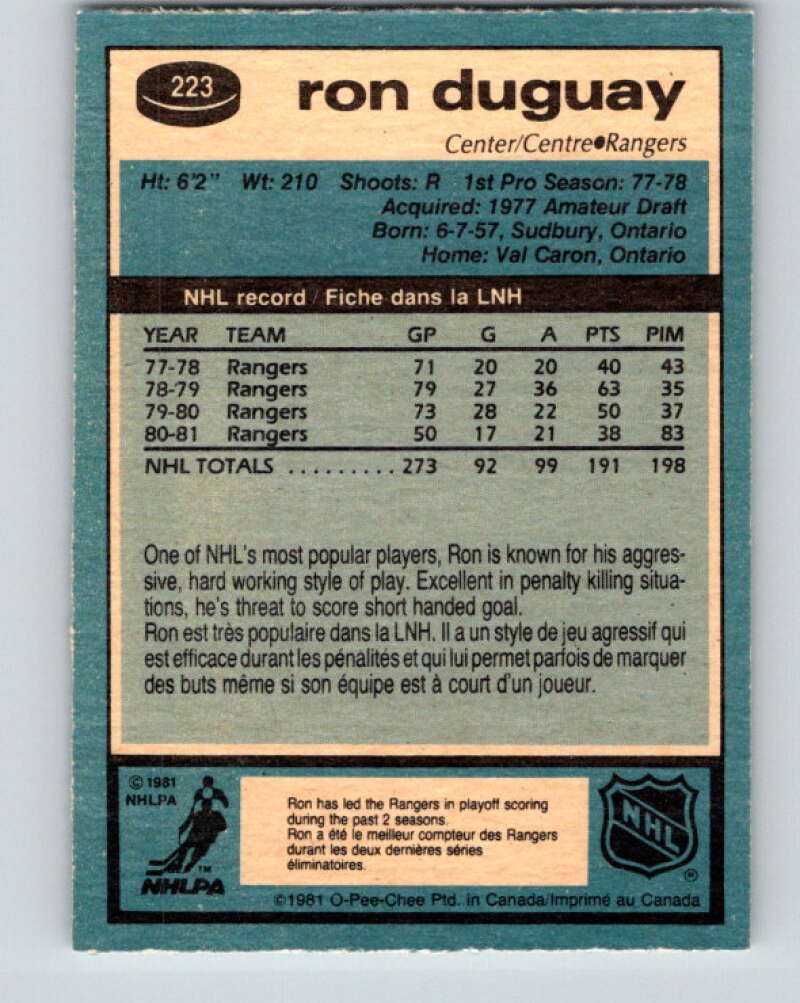 223
ron duguay
Center/Centre●Rangers
Ht: 6'2" Wt: 210 Shoots: R 1st Pro Season: 77-78
Acquired: 1977 Amateur Draft
Born: 6-7-57, Sudbury, Ontario
Home: Val Caron, Ontario
NHL record / Fiche dans la LNH
YEAR TEAM GP G A PTS PIM
77-78 Rangers 71 20 20 40 43
78-79 Rangers 79 27 36 63 35
79-80 Rangers 73 28 22 50 37
80-81 Rangers 50 17 21 38 83
NHL TOTALS ......... 273 92 99 191 198
One of NHL's most popular players, Ron is known for his aggres-
sive, hard working style of play. Excellent in penalty killing situa-
tions, he's threat to score short handed goal.
Ron est très populaire dans la LNH. Il a un style de jeu agressif qui
est efficace durant les pénalités et qui lui permet parfois de marquer
des buts même si son équipe est à court d'un joueur.
© 1981
NHLPA
TM
NHLPA
Ron has led the Rangers in playoff scoring
during the past 2 seasons.
Ron a été le meilleur compteur des Rangers
durant les deux dernières séries
éliminatoires.
NHL
®
©1981 O-Pee-Chee Ptd. in Canada/Imprimé au Canada